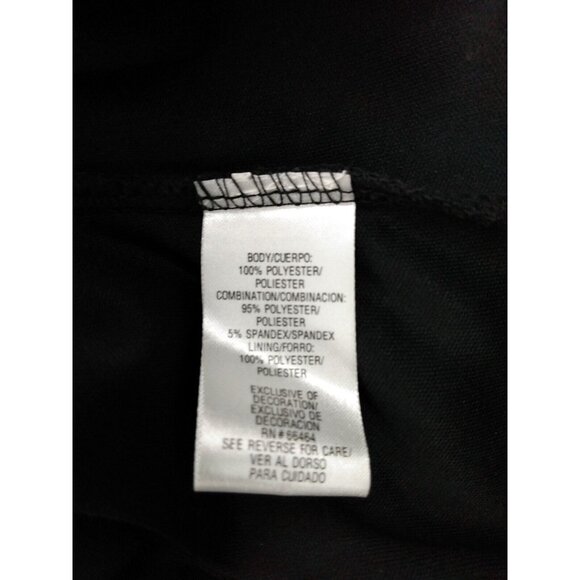 BODY/CUERPO:
100% POLYESTER/
POLIESTER
COMBINATION/COMBINACION:
95% POLYESTER/
POLIESTER
5% SPANDEX/SPANDEX
LINING/FORRO:
100% POLYESTER/
POLIESTER
EXCLUSIVE OF
DECORATION/
EXCLUSIVO DE
DECORACION
RN# 66464
SEE REVERSE FOR CARE/
VER AL DORSO
PARA CUIDADO